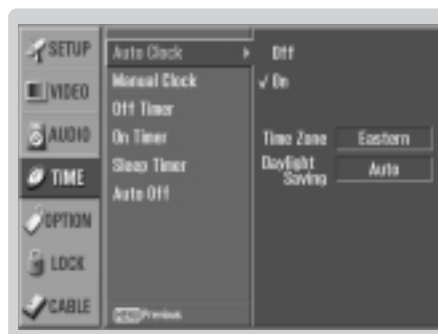 SETUP
VIDEO
AUDIO
TIME
OPTION
LOCK
CABLE
Auto Clock
Manual Clock
Off Timer
On Timer
Sleep Timer
Auto Off
Previous
Off
√ On
Time Zone Eastern
Daylight
Saving Auto